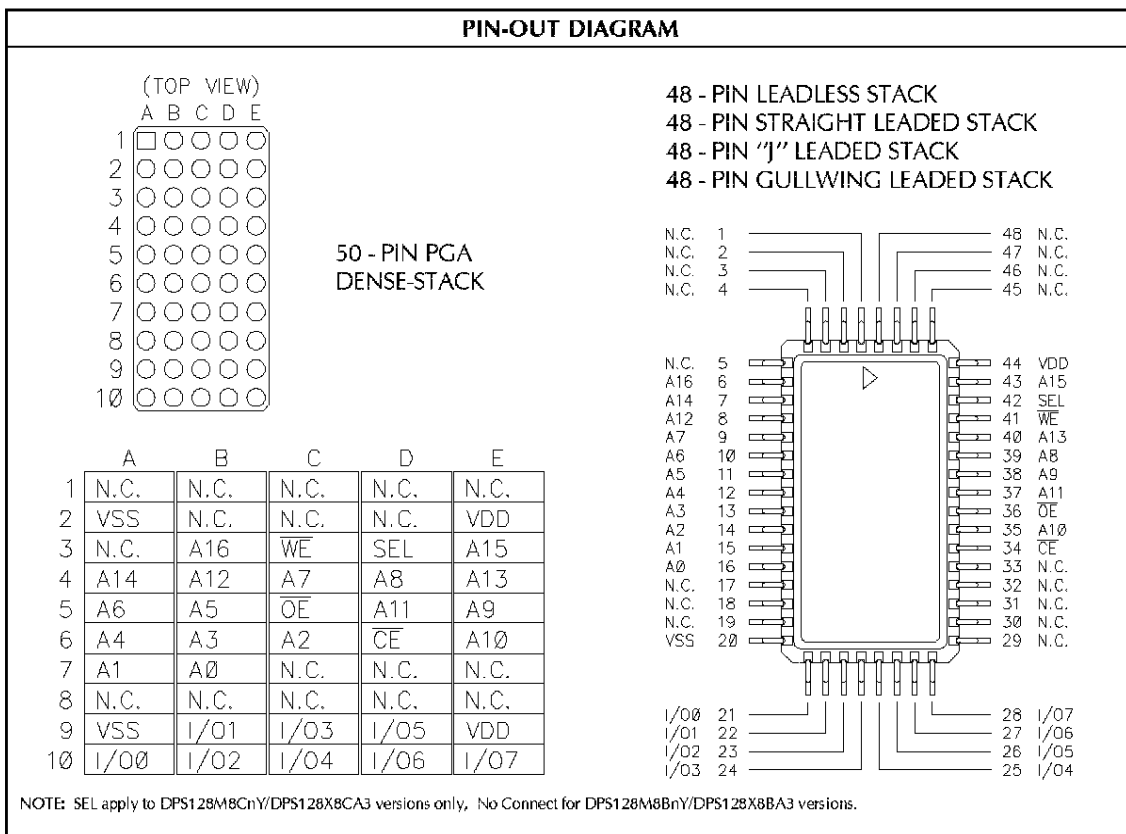 PIN-OUT DIAGRAM
(TOP VIEW)
A B C D E
1
2
3
4
5
6
7
8
9
10
50 - PIN PGA
DENSE-STACK
A B C D E
1 N.C. N.C. N.C. N.C. N.C.
2 VSS N.C. N.C. N.C. VDD
3 N.C. A16 W̅E̅ SEL A15
4 A14 A12 A7 A8 A13
5 A6 A5 O̅E̅ A11 A9
6 A4 A3 A2 C̅E̅ A10
7 A1 A0 N.C. N.C. N.C.
8 N.C. N.C. N.C. N.C. N.C.
9 VSS I/O1 I/O3 I/O5 VDD
10 I/O0 I/O2 I/O4 I/O6 I/O7
48 - PIN LEADLESS STACK
48 - PIN STRAIGHT LEADED STACK
48 - PIN "J" LEADED STACK
48 - PIN GULLWING LEADED STACK
N.C. 1 48 N.C.
N.C. 2 47 N.C.
N.C. 3 46 N.C.
N.C. 4 45 N.C.
N.C. 5 44 VDD
A16 6 43 A15
A14 7 42 SEL
A12 8 41 W̅E̅
A7 9 40 A13
A6 10 39 A8
A5 11 38 A9
A4 12 37 A11
A3 13 36 O̅E̅
A2 14 35 A10
A1 15 34 C̅E̅
A0 16 33 N.C.
N.C. 17 32 N.C.
N.C. 18 31 N.C.
N.C. 19 30 N.C.
VSS 20 29 N.C.
I/O0 21 28 I/O7
I/O1 22 27 I/O6
I/O2 23 26 I/O5
I/O3 24 25 I/O4
NOTE: SEL apply to DPS128M8CnY/DPS128X8CA3 versions only, No Connect for DPS128M8BnY/DPS128X8BA3 versions.